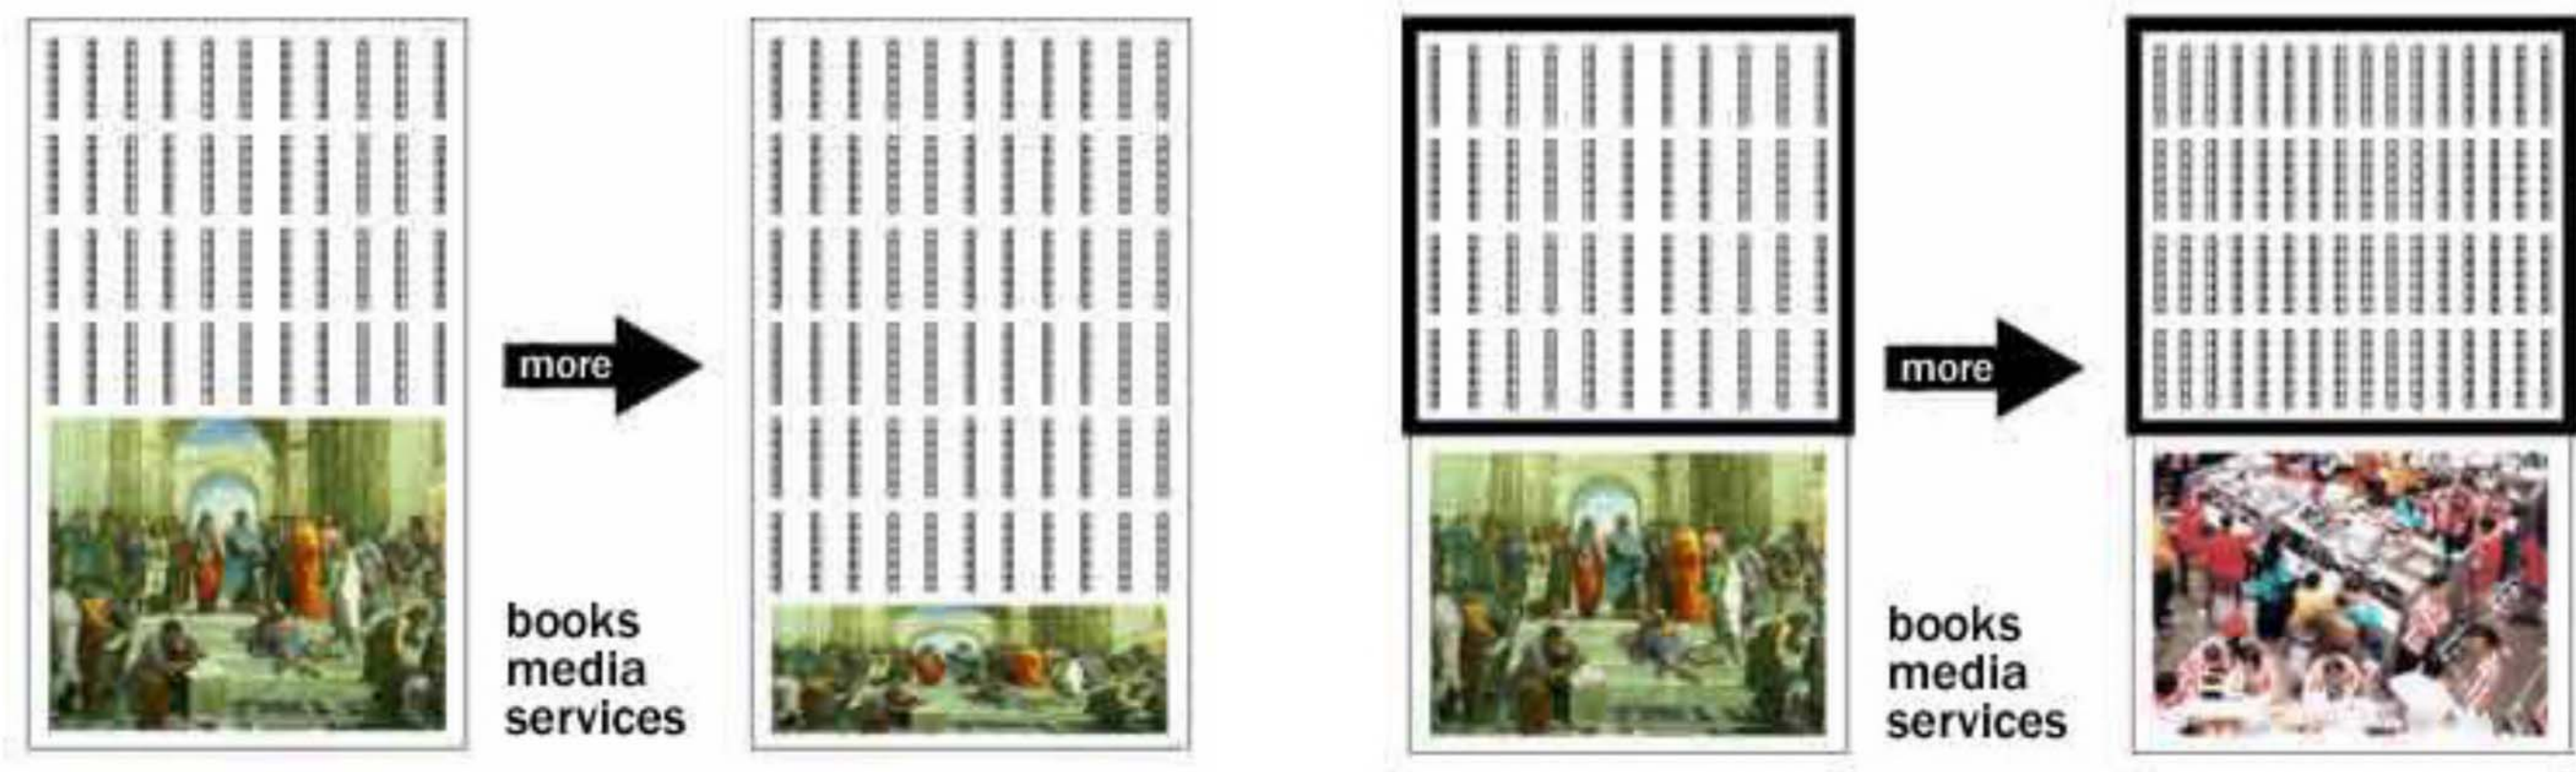 more
books
media
services
more
books
media
services